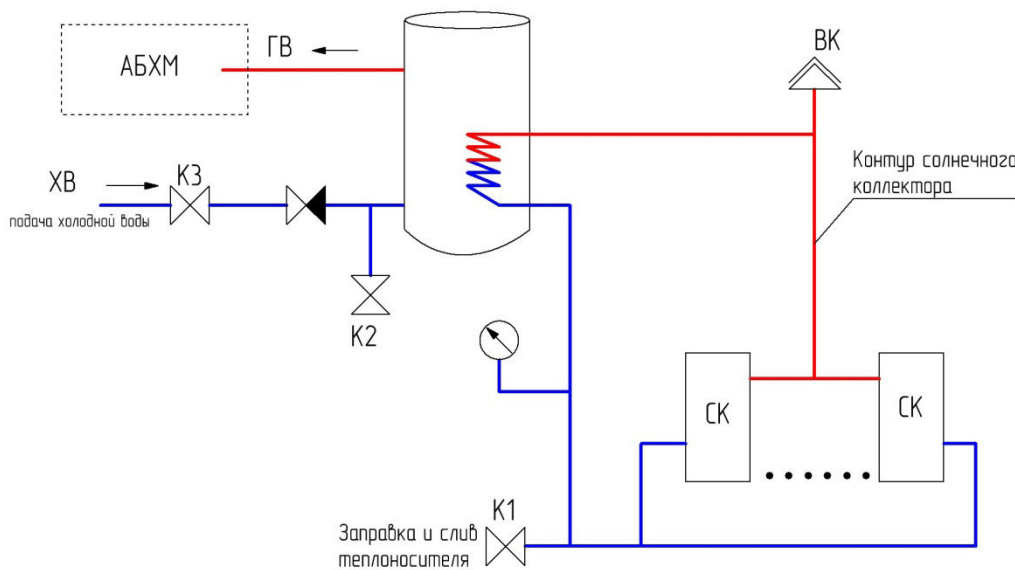 ГВ
АБХМ
ВК
ХВ
К3
подача холодной воды
Контур солнечного
коллектора
К2
СК
СК
К1
Заправка и слив
теплоносителя